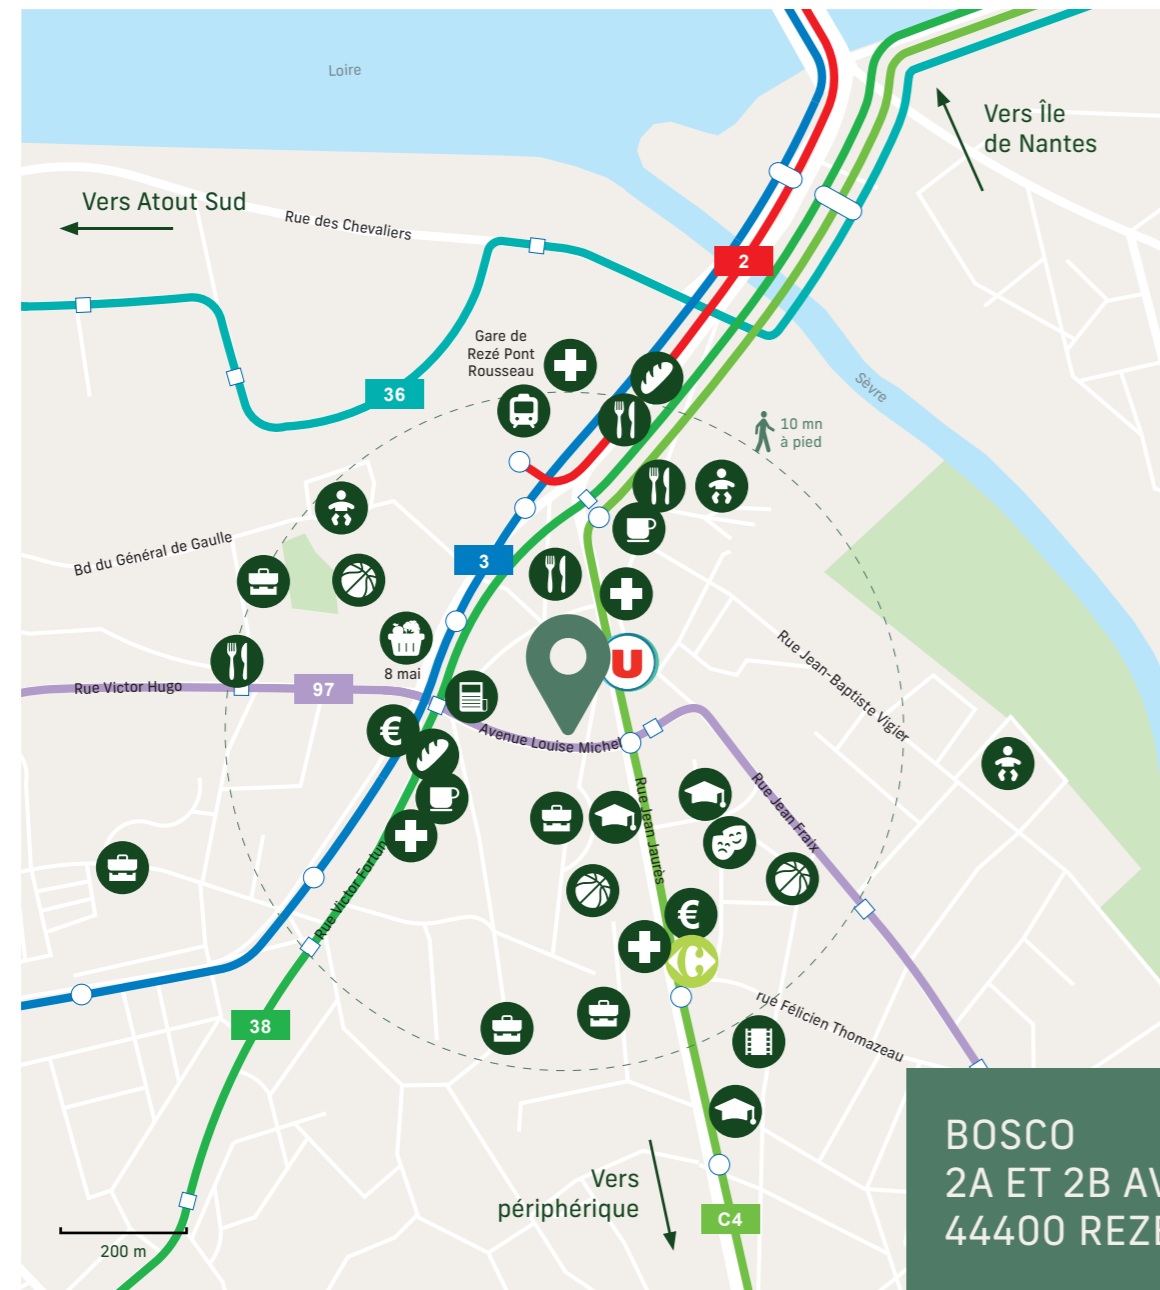 Loire
Vers Île
de Nantes
Vers Atout Sud
Rue des Chevaliers
2
Gare de
Rezé Pont
Rousseau
36
Sèvre
10 mn
à pied
Bd du Général de Gaulle
3
8 mai
U
Rue Victor Hugo
97
€
Avenue Louise Michel
Rue Jean-Baptiste Vigier
Rue Jean Jaurès
Rue Jean Fraix
Rue Victor Fortun
€
rue Félicien Thomazeau
38
Vers
périphérique
C4
200 m
BOSCO
2A ET 2B AV
44400 REZE